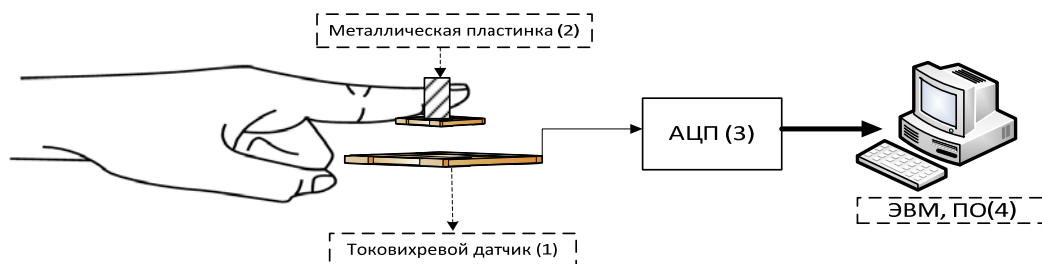 Металлическая пластинка (2)
АЦП (3)
ЭВМ, ПО(4)
Токовихревой датчик (1)